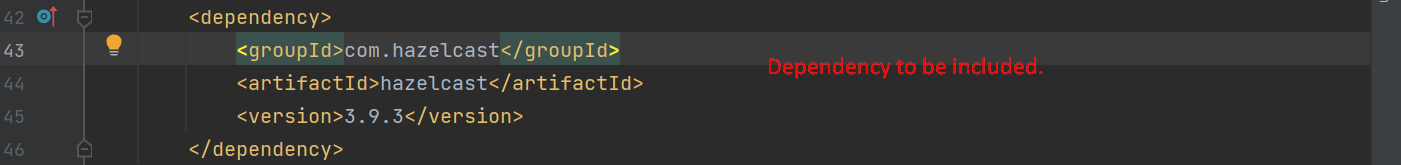 42 <dependency>
43 <groupId>com.hazelcast</groupId>
Dependency to be included.
44 <artifactId>hazelcast</artifactId>
45 <version>3.9.3</version>
46 </dependency>